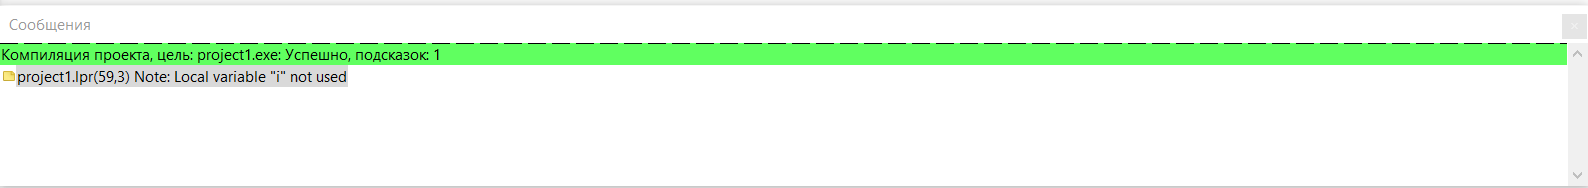 Сообщения
Компиляция проекта, цель: project1.exe: Успешно, подсказок: 1
project1.lpr(59,3) Note: Local variable "i" not used